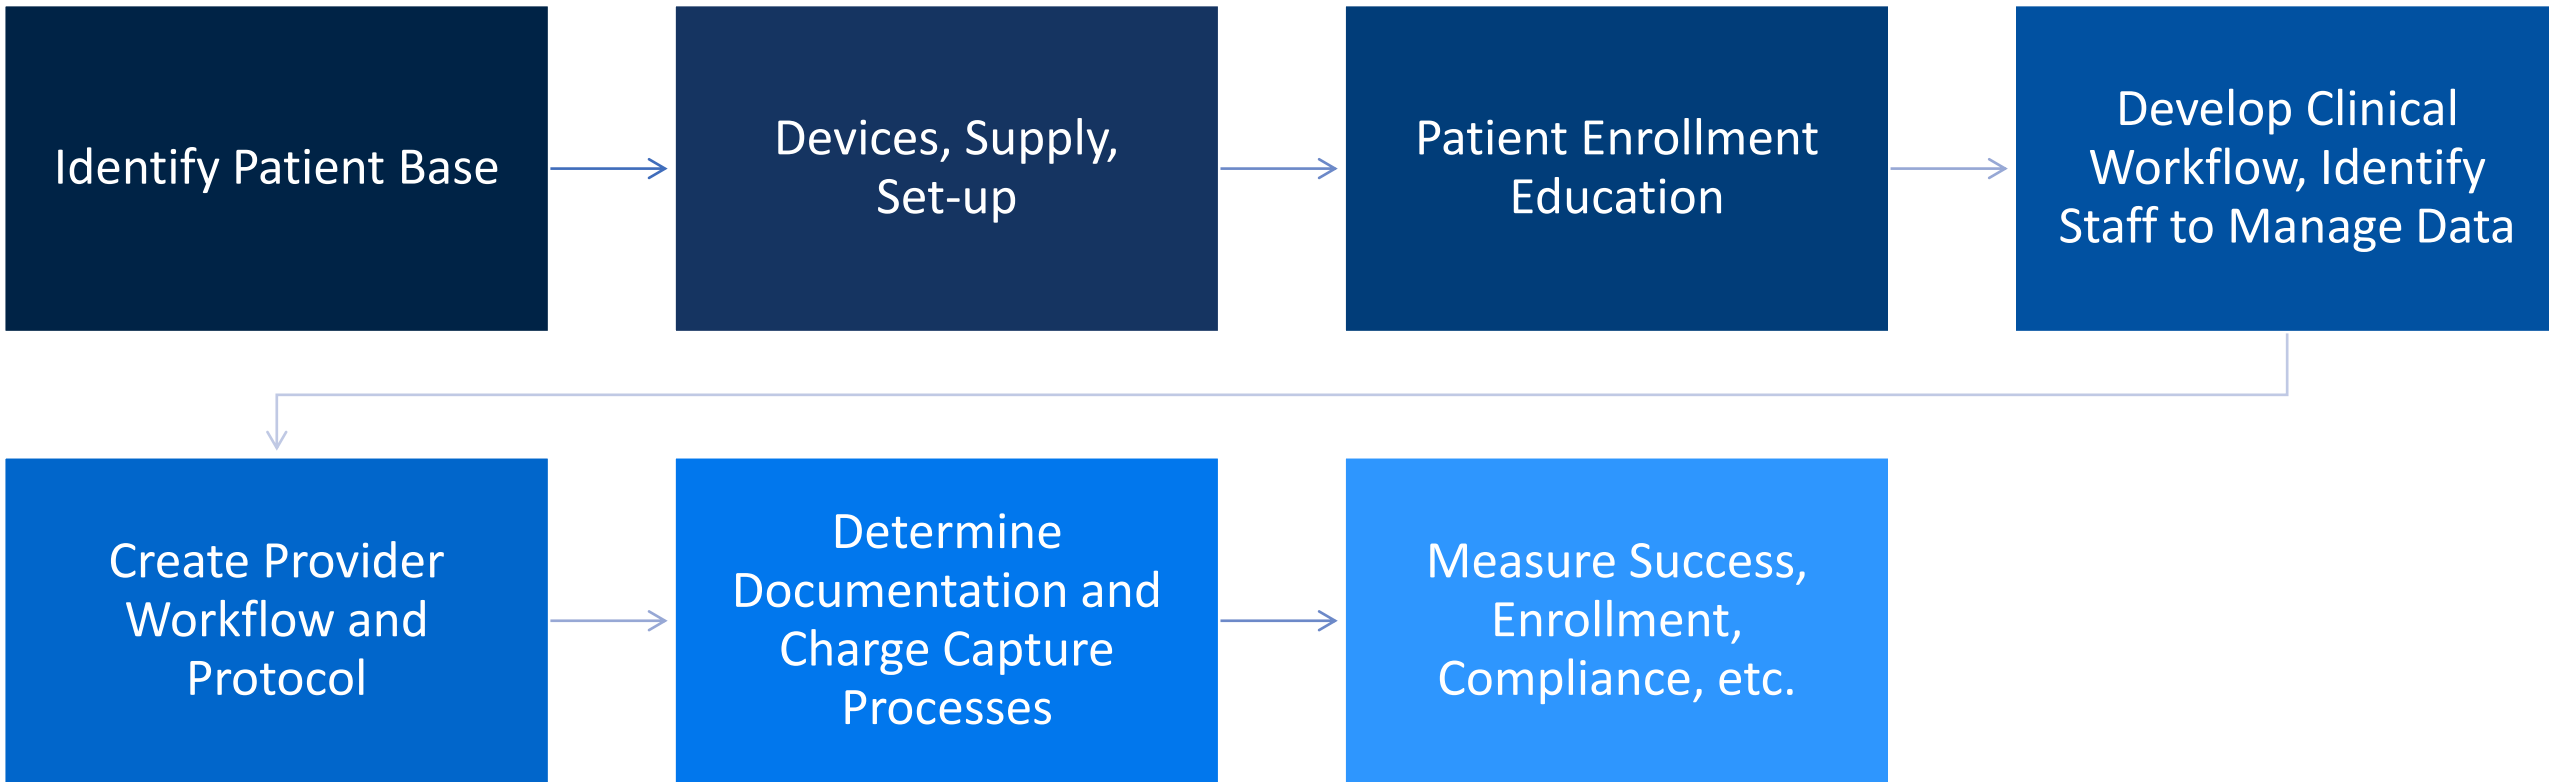 Identify Patient Base
Devices, Supply,
Set-up
Patient Enrollment
Education
Develop Clinical
Workflow, Identify
Staff to Manage Data
Create Provider
Workflow and
Protocol
Determine
Documentation and
Charge Capture
Processes
Measure Success,
Enrollment,
Compliance, etc.